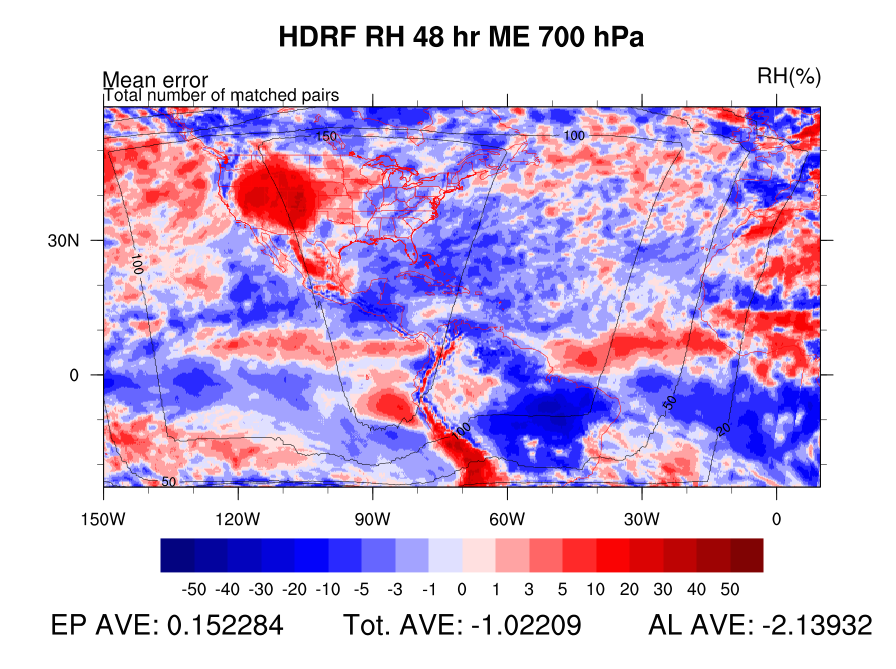 HDRF RH 48 hr ME 700 hPa
Mean error
RH(%)
Total number of matched pairs
150
100
100
30N
0
50
100
20
50
150W 120W 90W 60W 30W 0
-50 -40 -30 -20 -10 -5 -3 -1 0 1 3 5 10 20 30 40 50
EP AVE: 0.152284 Tot. AVE: -1.02209 AL AVE: -2.13932